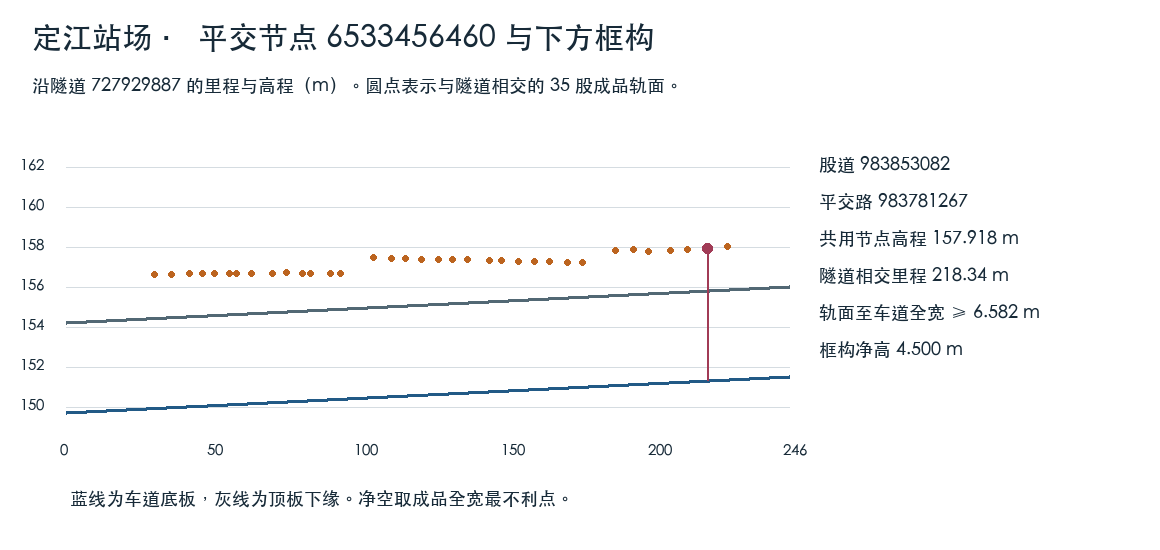 定江站场 · 平交节点 6533456460 与下方框构
沿隧道 727929887 的里程与高程（m）。圆点表示与隧道相交的 35 股成品轨面。
162
160
158
156
154
152
150
0 50 100 150 200 246
股道 983853082
平交路 983781267
共用节点高程 157.918 m
隧道相交里程 218.34 m
轨面至车道全宽 ≥ 6.582 m
框构净高 4.500 m
蓝线为车道底板，灰线为顶板下缘。净空取成品全宽最不利点。